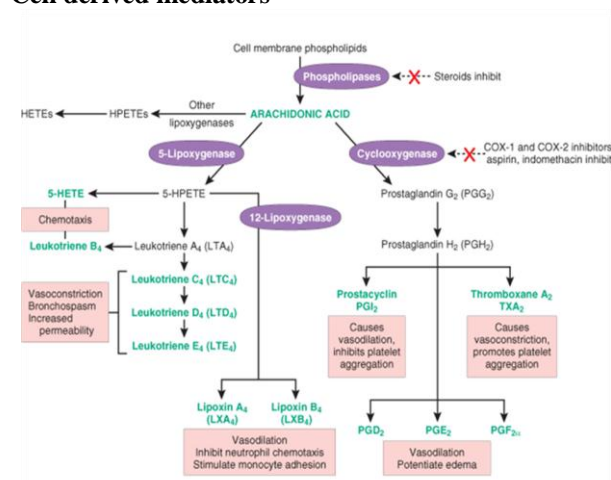 Cell derived mediators
Cell membrane phospholipids
Phospholipases
Steroids inhibit
HETEs
HPETEs
Other
lipoxygenases
ARACHIDONIC ACID
5-Lipoxygenase
Cyclooxygenase
COX-1 and COX-2 inhibitors
aspirin, indomethacin inhibit
5-HETE
5-HPETE
Prostaglandin G₂ (PGG₂)
12-Lipoxygenase
Chemotaxis
Leukotriene B₄
Leukotriene A₄ (LTA₄)
Prostaglandin H₂ (PGH₂)
Vasoconstriction
Bronchospasm
Increased
permeability
Leukotriene C₄ (LTC₄)
Leukotriene D₄ (LTD₄)
Leukotriene E₄ (LTE₄)
Prostacyclin
PGI₂
Causes
vasodilation,
inhibits platelet
aggregation
Thromboxane A₂
TXA₂
Causes
vasoconstriction,
promotes platelet
aggregation
Lipoxin A₄
(LXA₄)
Lipoxin B₄
(LXB₄)
Vasodilation
Inhibit neutrophil chemotaxis
Stimulate monocyte adhesion
PGD₂
PGE₂
PGF₂α
Vasodilation
Potentiate edema